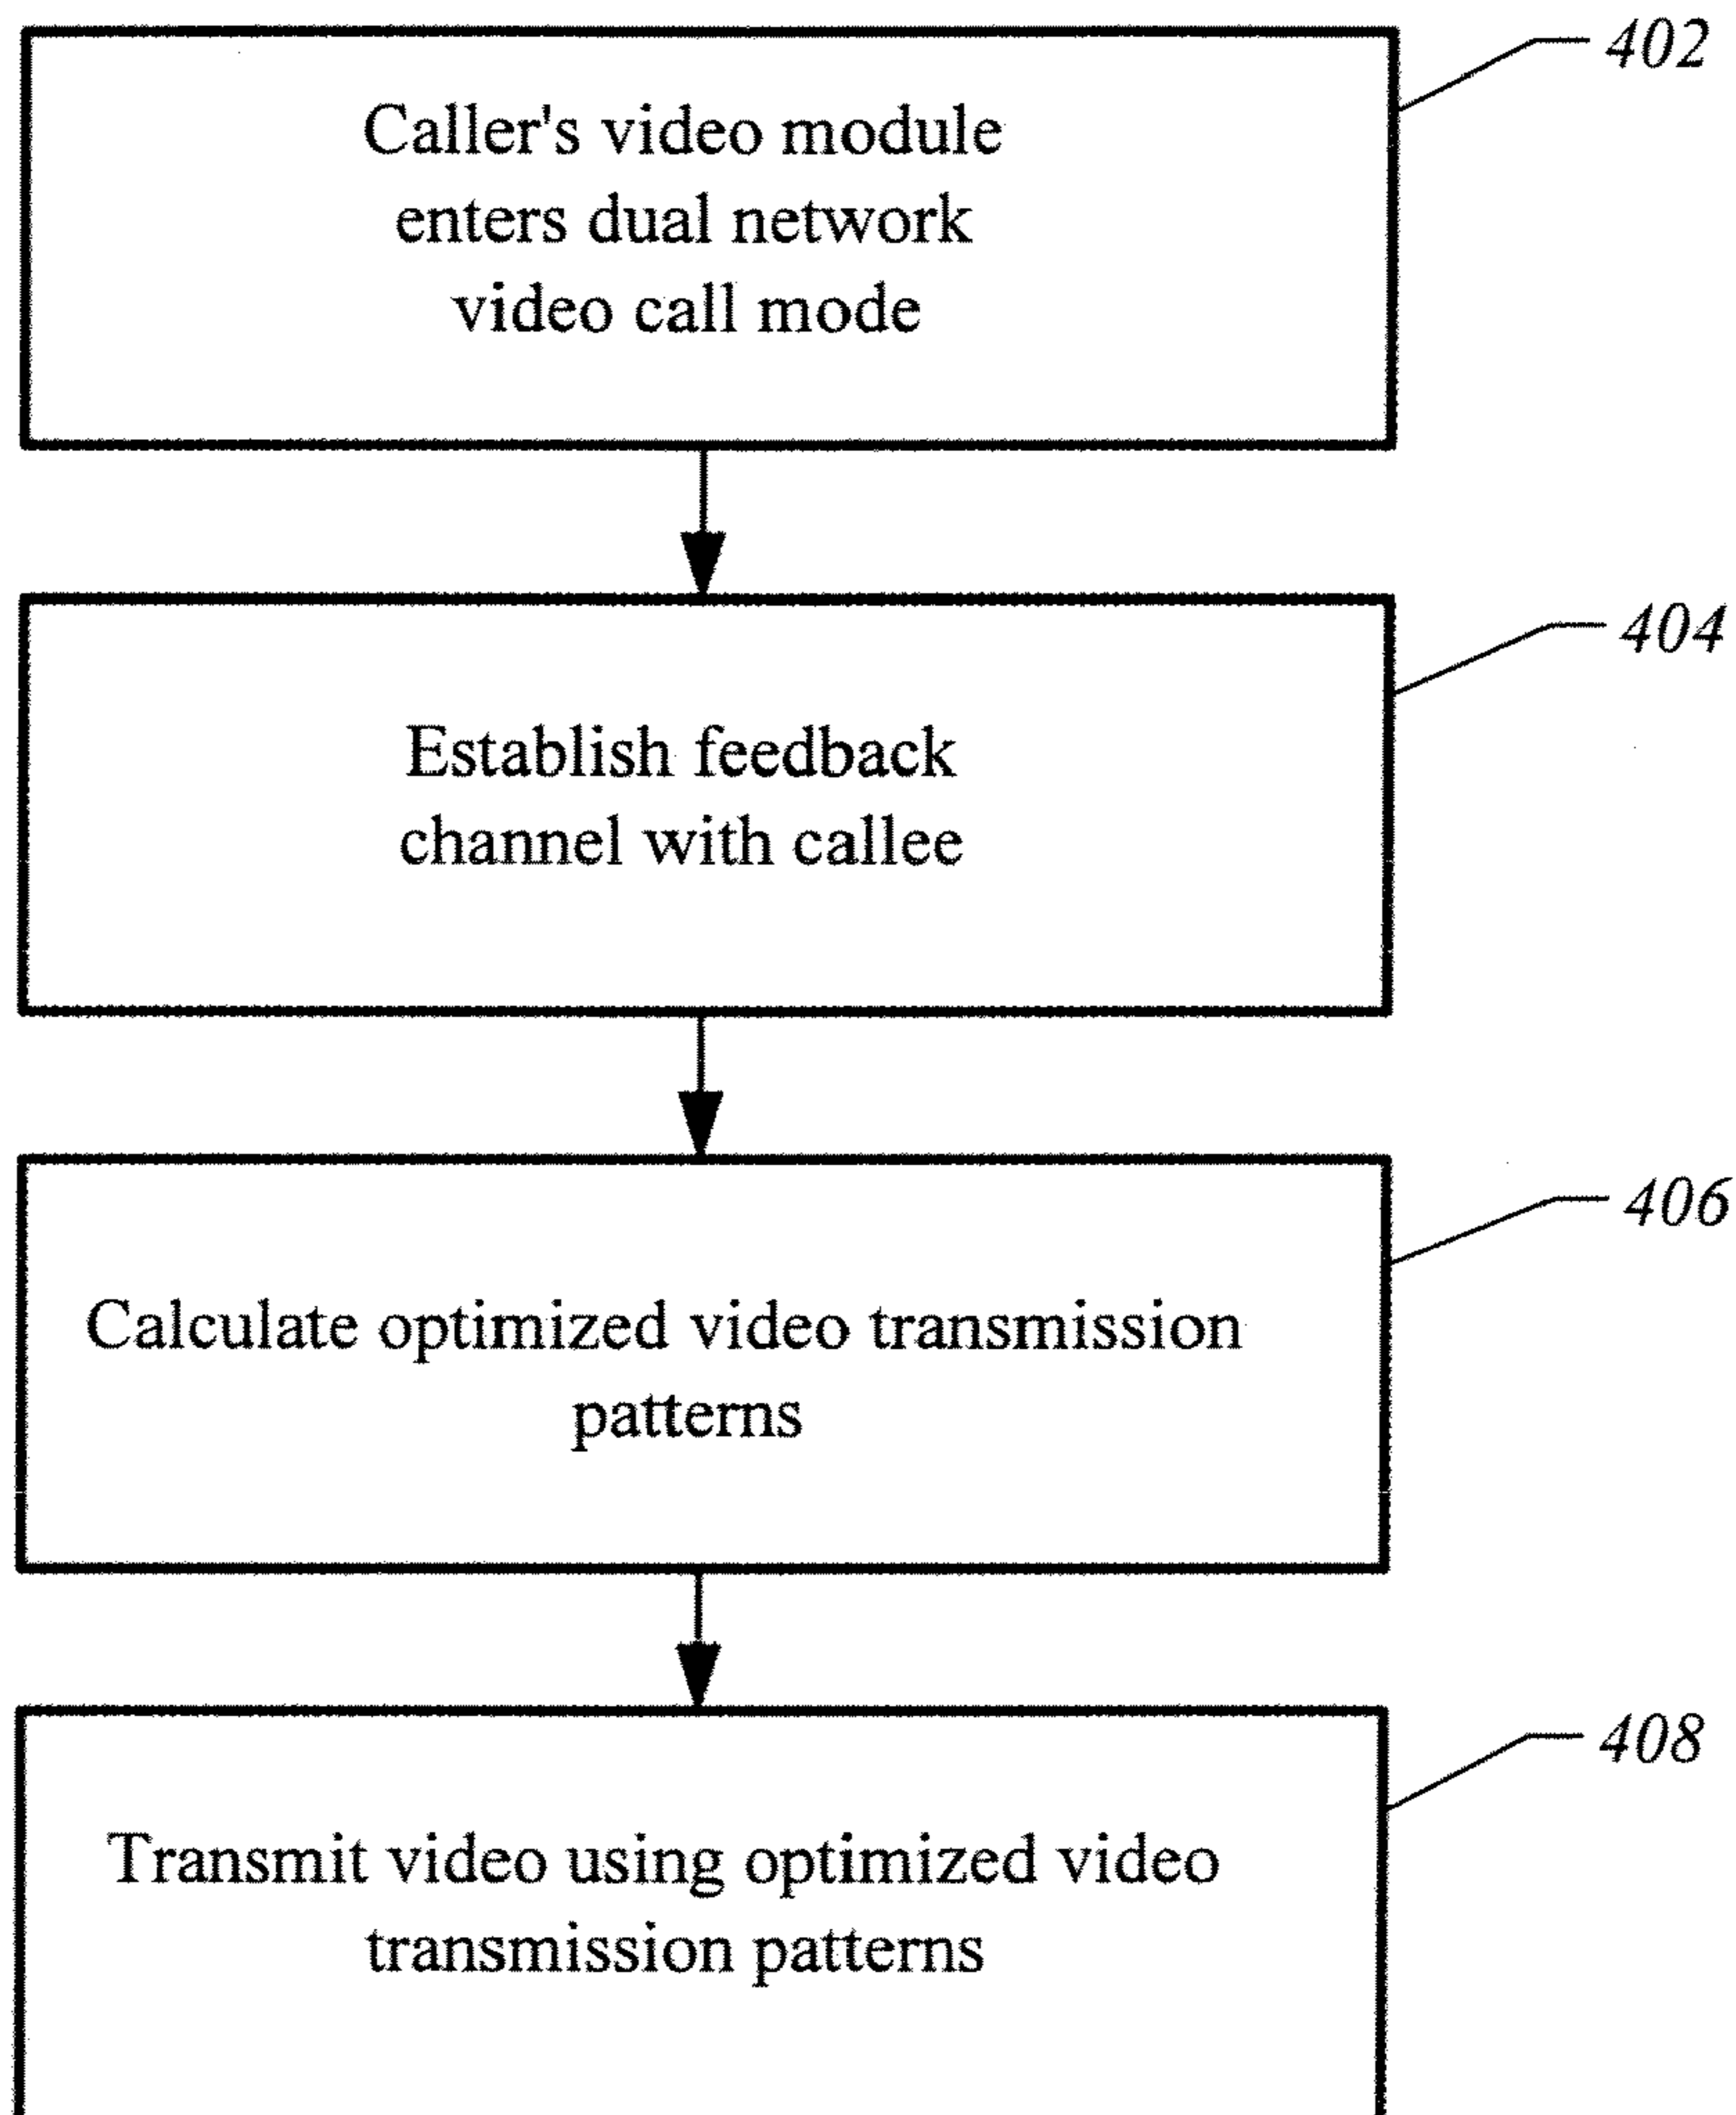 402
Caller's video module
enters dual network
video call mode
404
Establish feedback
channel with callee
406
Calculate optimized video transmission
patterns
408
Transmit video using optimized video
transmission patterns